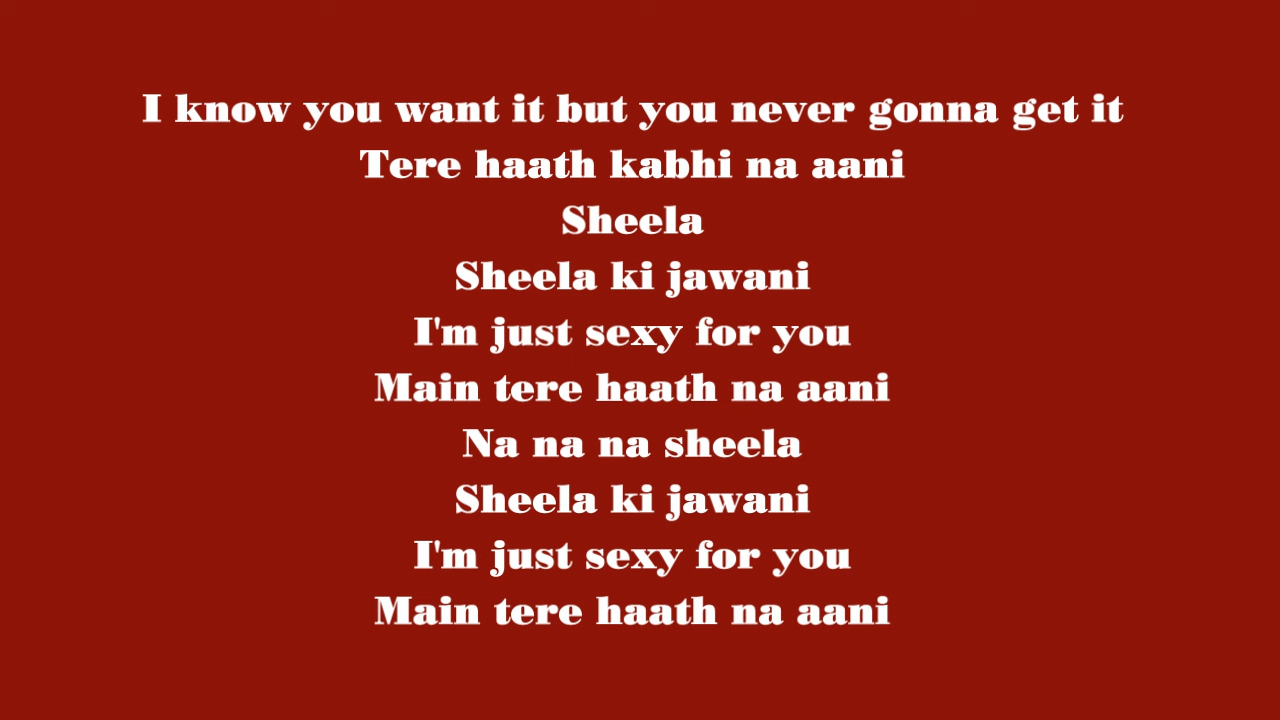 I know you want it but you never gonna get it
Tere haath kabhi na aani
Sheela
Sheela ki jawani
I'm just sexy for you
Main tere haath na aani
Na na na sheela
Sheela ki jawani
I'm just sexy for you
Main tere haath na aani